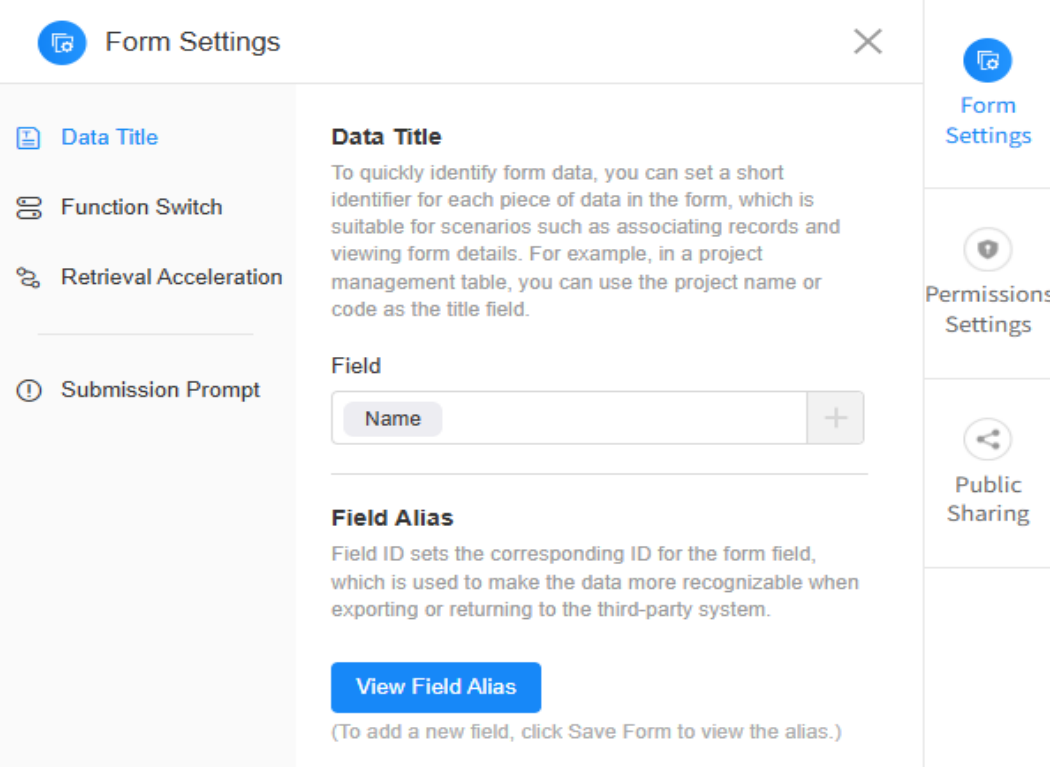 Form Settings
Data Title
Function Switch
Retrieval Acceleration
Submission Prompt
Data Title
To quickly identify form data, you can set a short
identifier for each piece of data in the form, which is
suitable for scenarios such as associating records and
viewing form details. For example, in a project
management table, you can use the project name or
code as the title field.
Field
Name
Field Alias
Field ID sets the corresponding ID for the form field,
which is used to make the data more recognizable when
exporting or returning to the third-party system.
View Field Alias
(To add a new field, click Save Form to view the alias.)
Form
Settings
Permissions
Settings
Public
Sharing